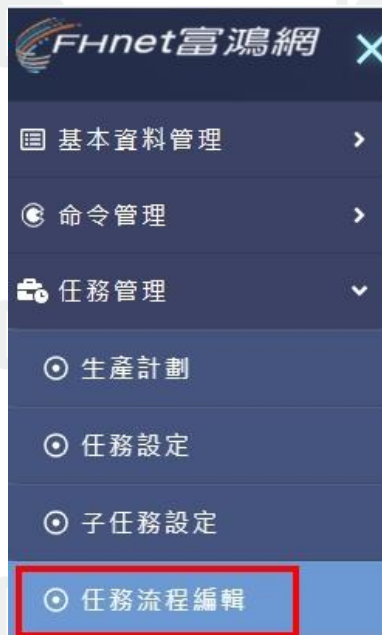 FHnet富鴻網
基本資料管理
命令管理
任務管理
生產計劃
任務設定
子任務設定
任務流程編輯